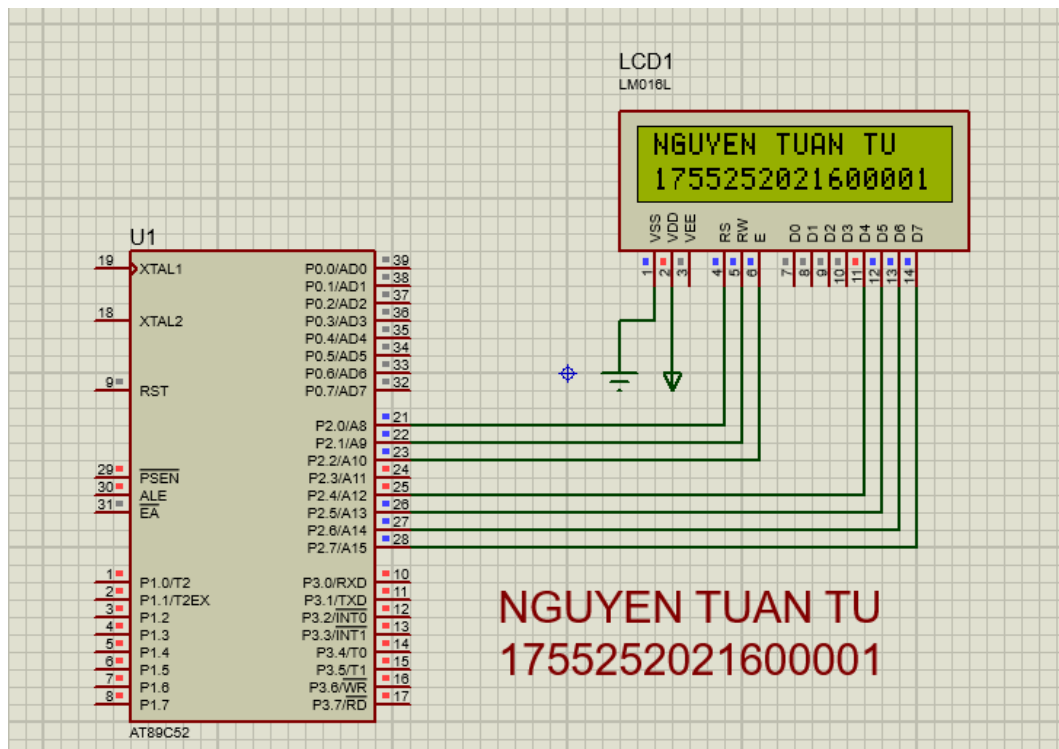 LCD1
LM016L
NGUYEN TUAN TU
1755252021600001
VSS VDD VEE RS RW E D0 D1 D2 D3 D4 D5 D6 D7
1 2 3 4 5 6 7 8 9 10 11 12 13 14
U1
19 XTAL1 P0.0/AD0 39
P0.1/AD1 38
P0.2/AD2 37
18 XTAL2 P0.3/AD3 36
P0.4/AD4 35
P0.5/AD5 34
P0.6/AD6 33
9 RST P0.7/AD7 32
P2.0/A8 21
P2.1/A9 22
P2.2/A10 23
29 PSEN P2.3/A11 24
30 ALE P2.4/A12 25
31 EA P2.5/A13 26
P2.6/A14 27
P2.7/A15 28
1 P1.0/T2 P3.0/RXD 10
2 P1.1/T2EX P3.1/TXD 11
3 P1.2 P3.2/INT0 12
4 P1.3 P3.3/INT1 13
5 P1.4 P3.4/T0 14
6 P1.5 P3.5/T1 15
7 P1.6 P3.6/WR 16
8 P1.7 P3.7/RD 17
AT89C52
NGUYEN TUAN TU
1755252021600001